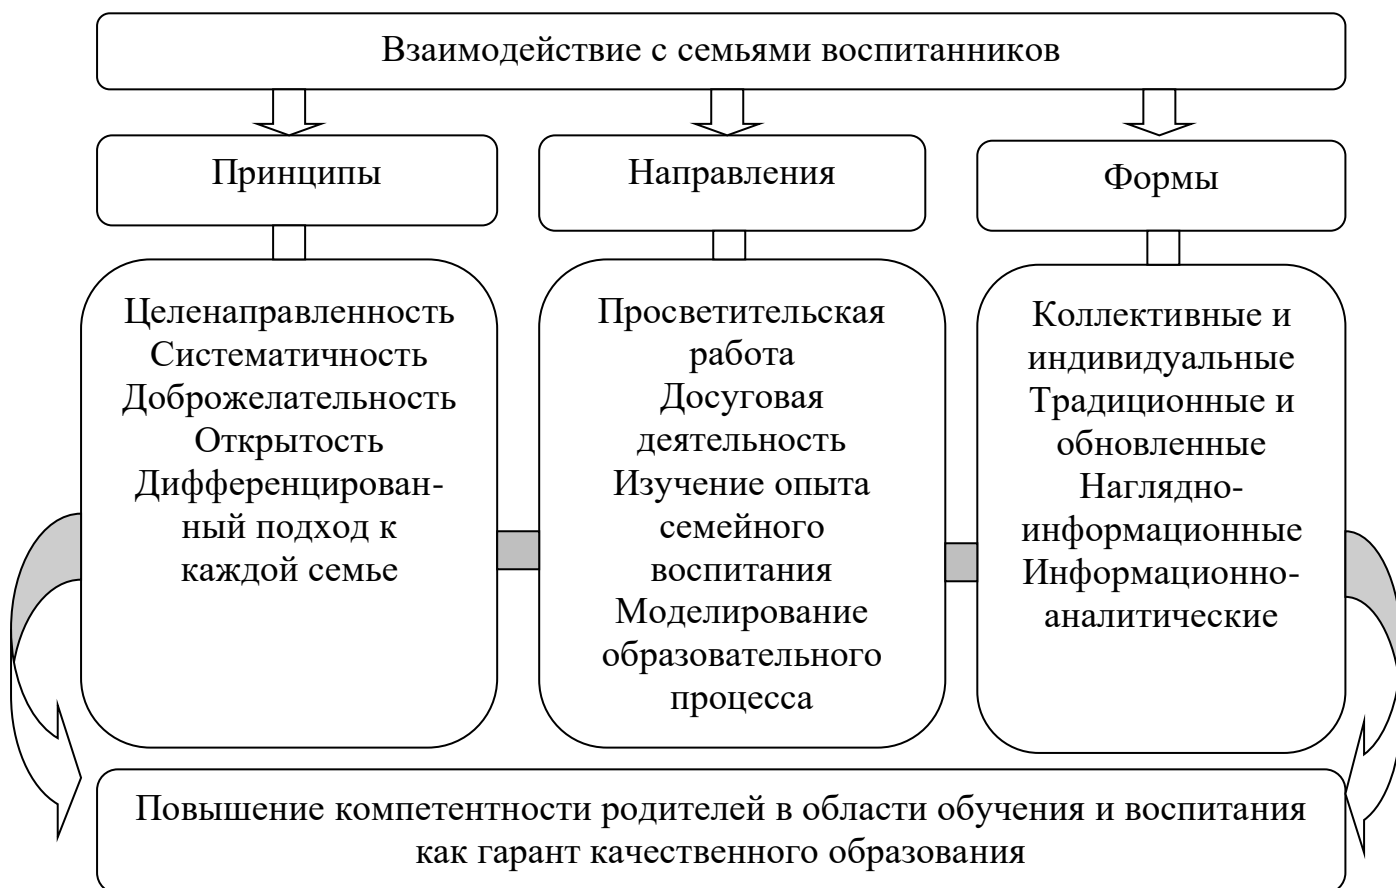 Взаимодействие с семьями воспитанников
Принципы
Направления
Формы
Целенаправленность
Систематичность
Доброжелательность
Открытость
Дифференцирован-
ный подход к
каждой семье
Просветительская
работа
Досуговая
деятельность
Изучение опыта
семейного
воспитания
Моделирование
образовательного
процесса
Коллективные и
индивидуальные
Традиционные и
обновленные
Наглядно-
информационные
Информационно-
аналитические
Повышение компетентности родителей в области обучения и воспитания
как гарант качественного образования